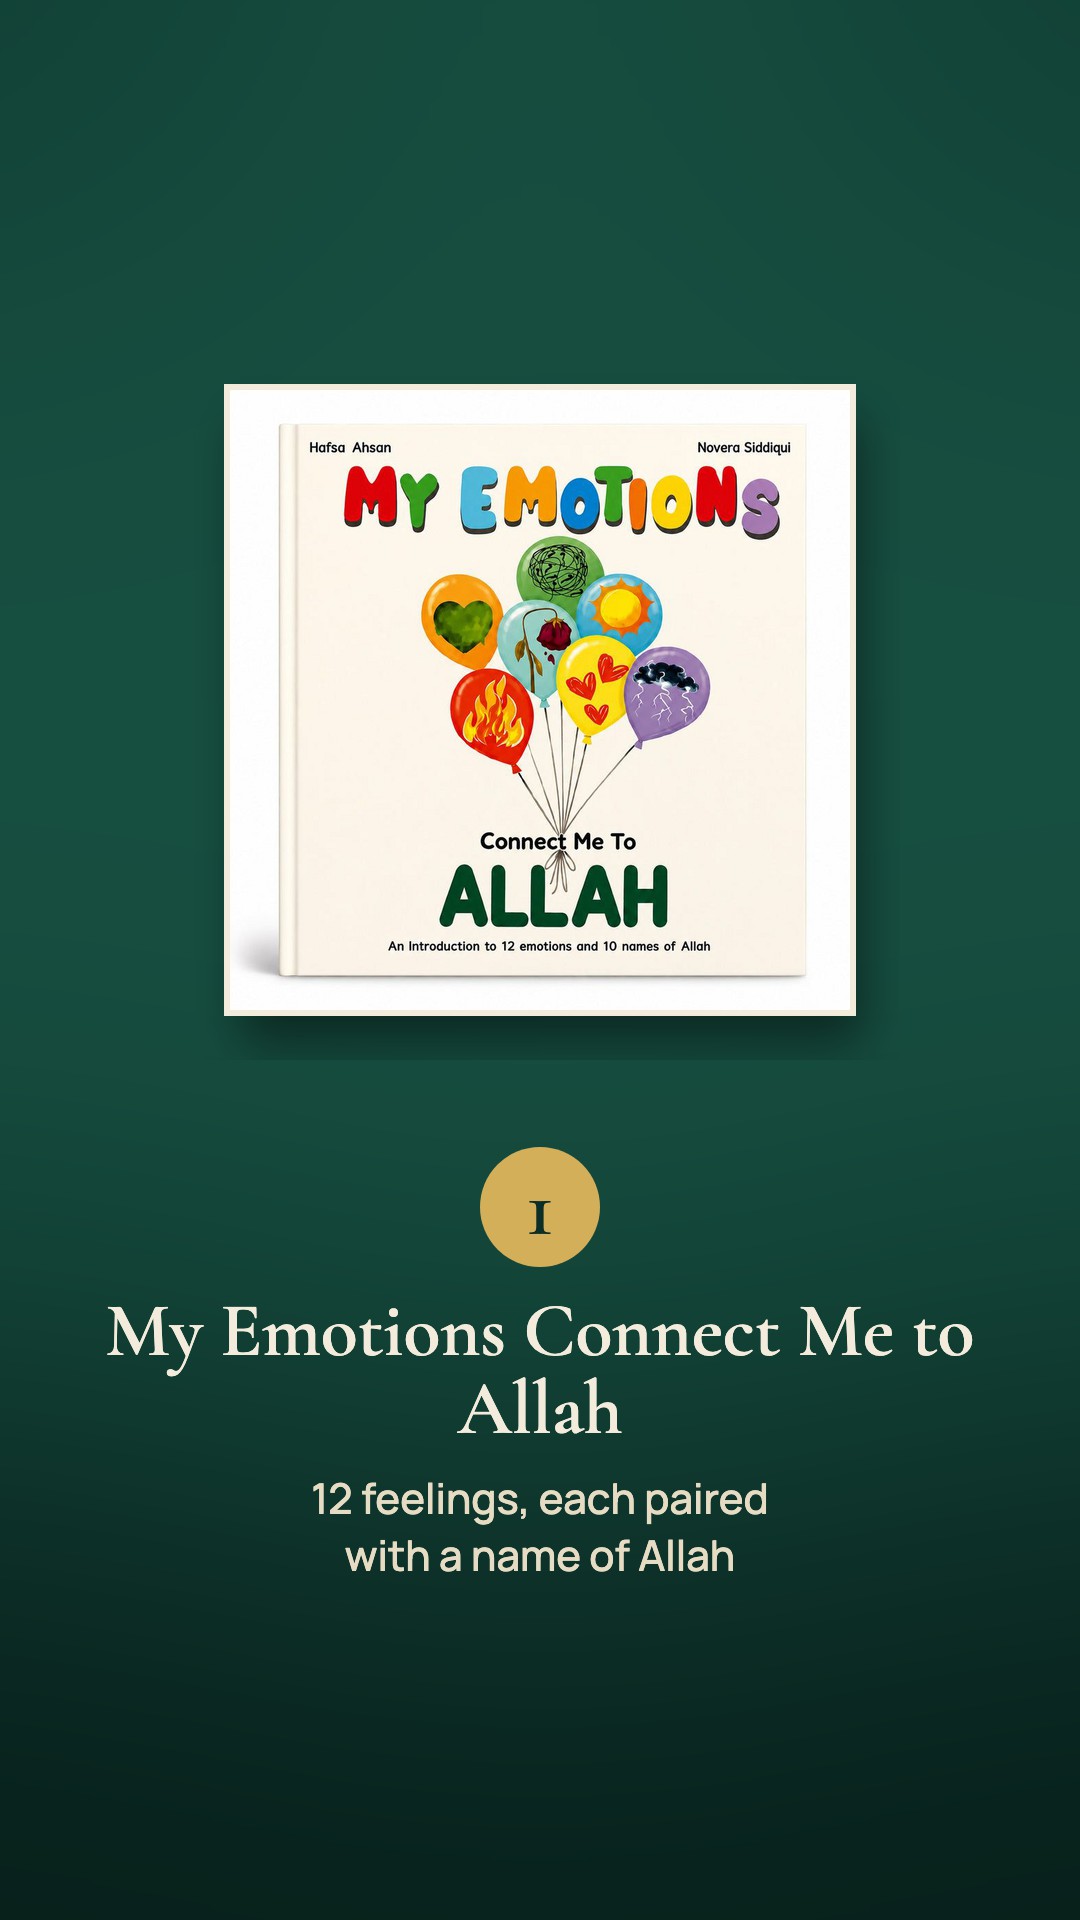 Hafsa Ahsan
Novera Siddiqui
MY EMOTIONS
Connect Me To
ALLAH
An Introduction to 12 emotions and 10 names of Allah
1
My Emotions Connect Me to
Allah
12 feelings, each paired
with a name of Allah